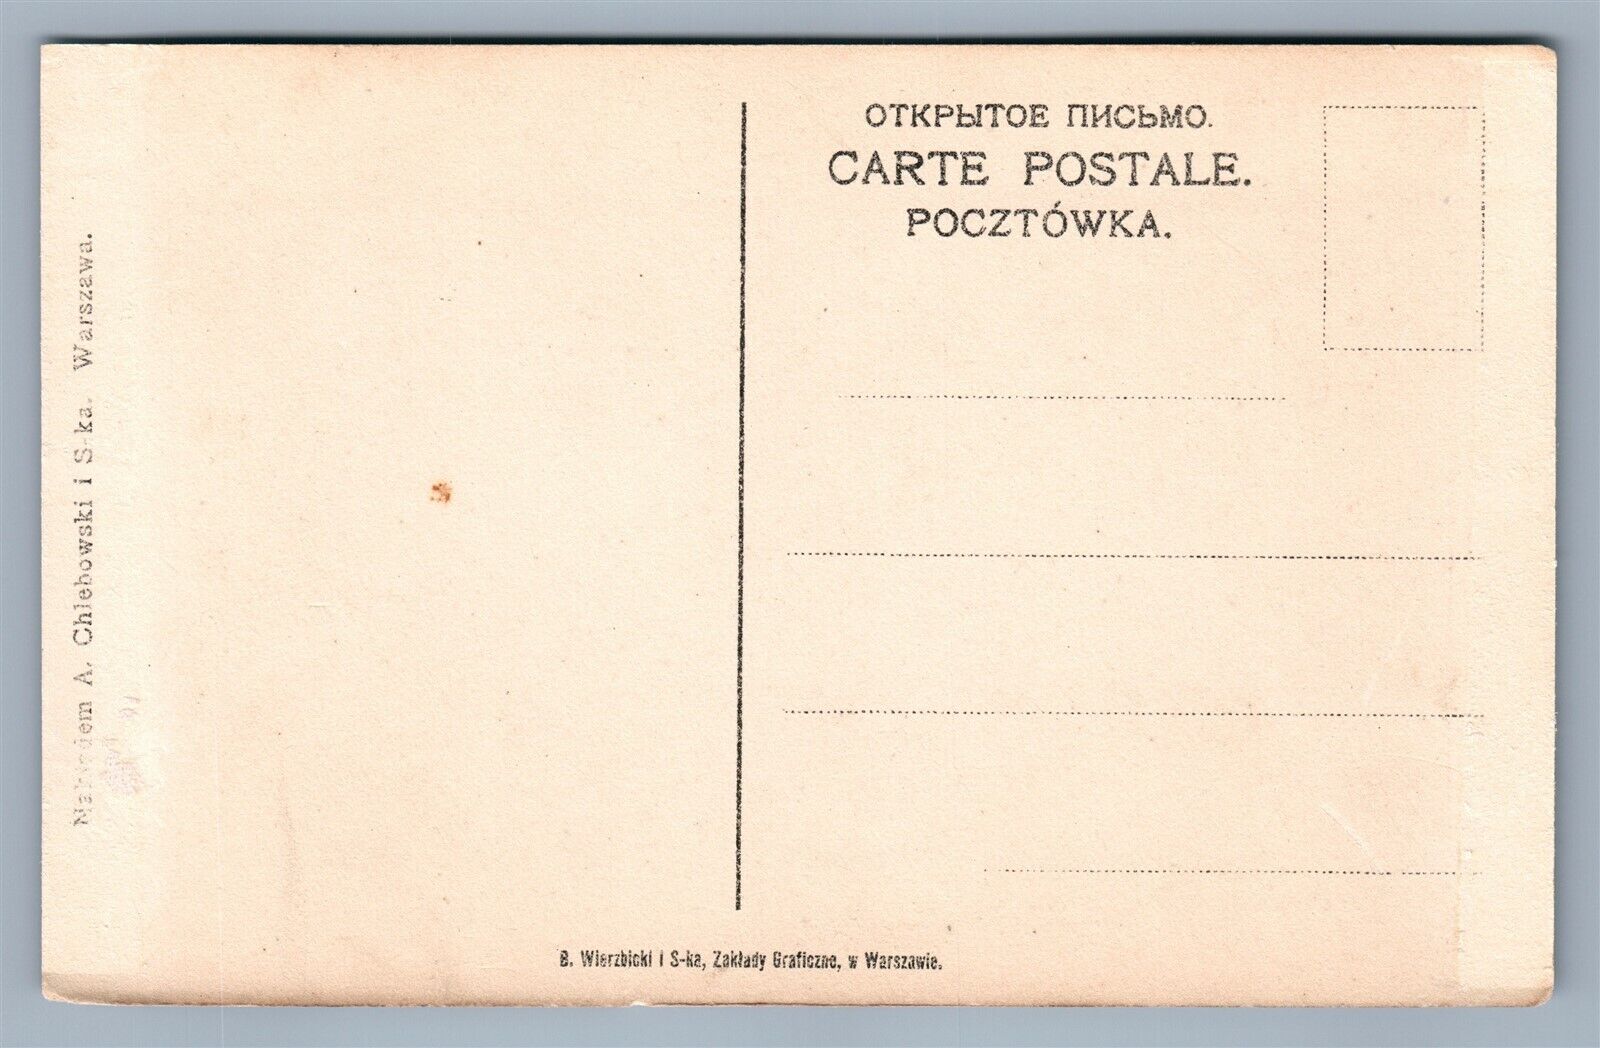 ОТКРЫТОЕ ПИСЬМО.
CARTE POSTALE.
POCZTÓWKA.
Nakładem A. Chlebowski i S-ka. Warszawa.
B. Wierzbicki i S-ka, Zakłady Graficzne, w Warszawie.